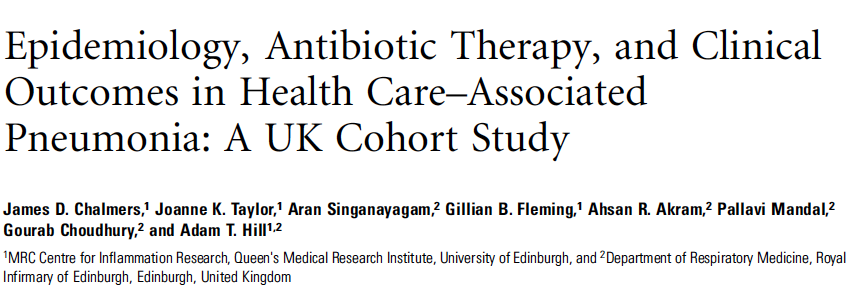 Epidemiology, Antibiotic Therapy, and Clinical
Outcomes in Health Care–Associated
Pneumonia: A UK Cohort Study
James D. Chalmers,¹ Joanne K. Taylor,¹ Aran Singanayagam,² Gillian B. Fleming,¹ Ahsan R. Akram,² Pallavi Mandal,²
Gourab Choudhury,² and Adam T. Hill¹,²
¹MRC Centre for Inflammation Research, Queen's Medical Research Institute, University of Edinburgh, and ²Department of Respiratory Medicine, Royal
Infirmary of Edinburgh, Edinburgh, United Kingdom